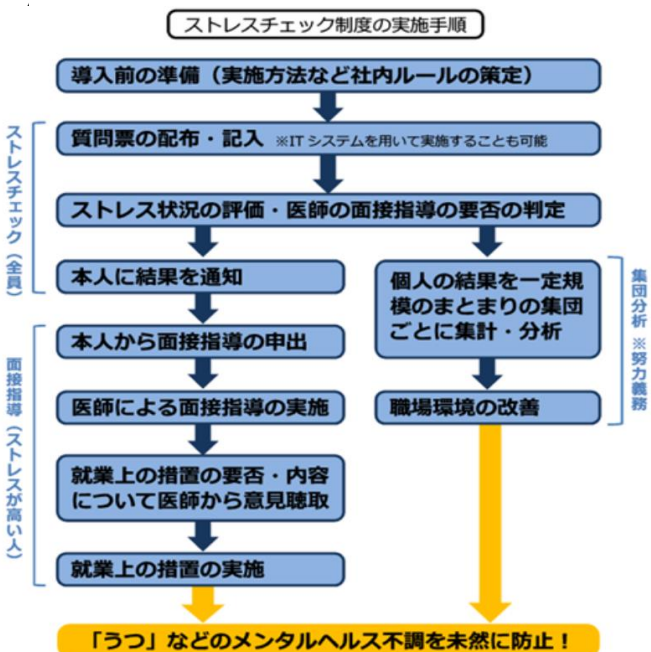 ストレスチェック制度の実施手順
導入前の準備（実施方法など社内ルールの策定）
質問票の配布・記入 ※ITシステムを用いて実施することも可能
ストレス状況の評価・医師の面接指導の要否の判定
ストレスチェック（全員）
本人に結果を通知
本人から面接指導の申出
医師による面接指導の実施
就業上の措置の要否・内容
について医師から意見聴取
就業上の措置の実施
面接指導（ストレスが高い人）
個人の結果を一定規
模のまとまりの集団
ごとに集計・分析
職場環境の改善
集団分析 ※努力義務
「うつ」などのメンタルヘルス不調を未然に防止！